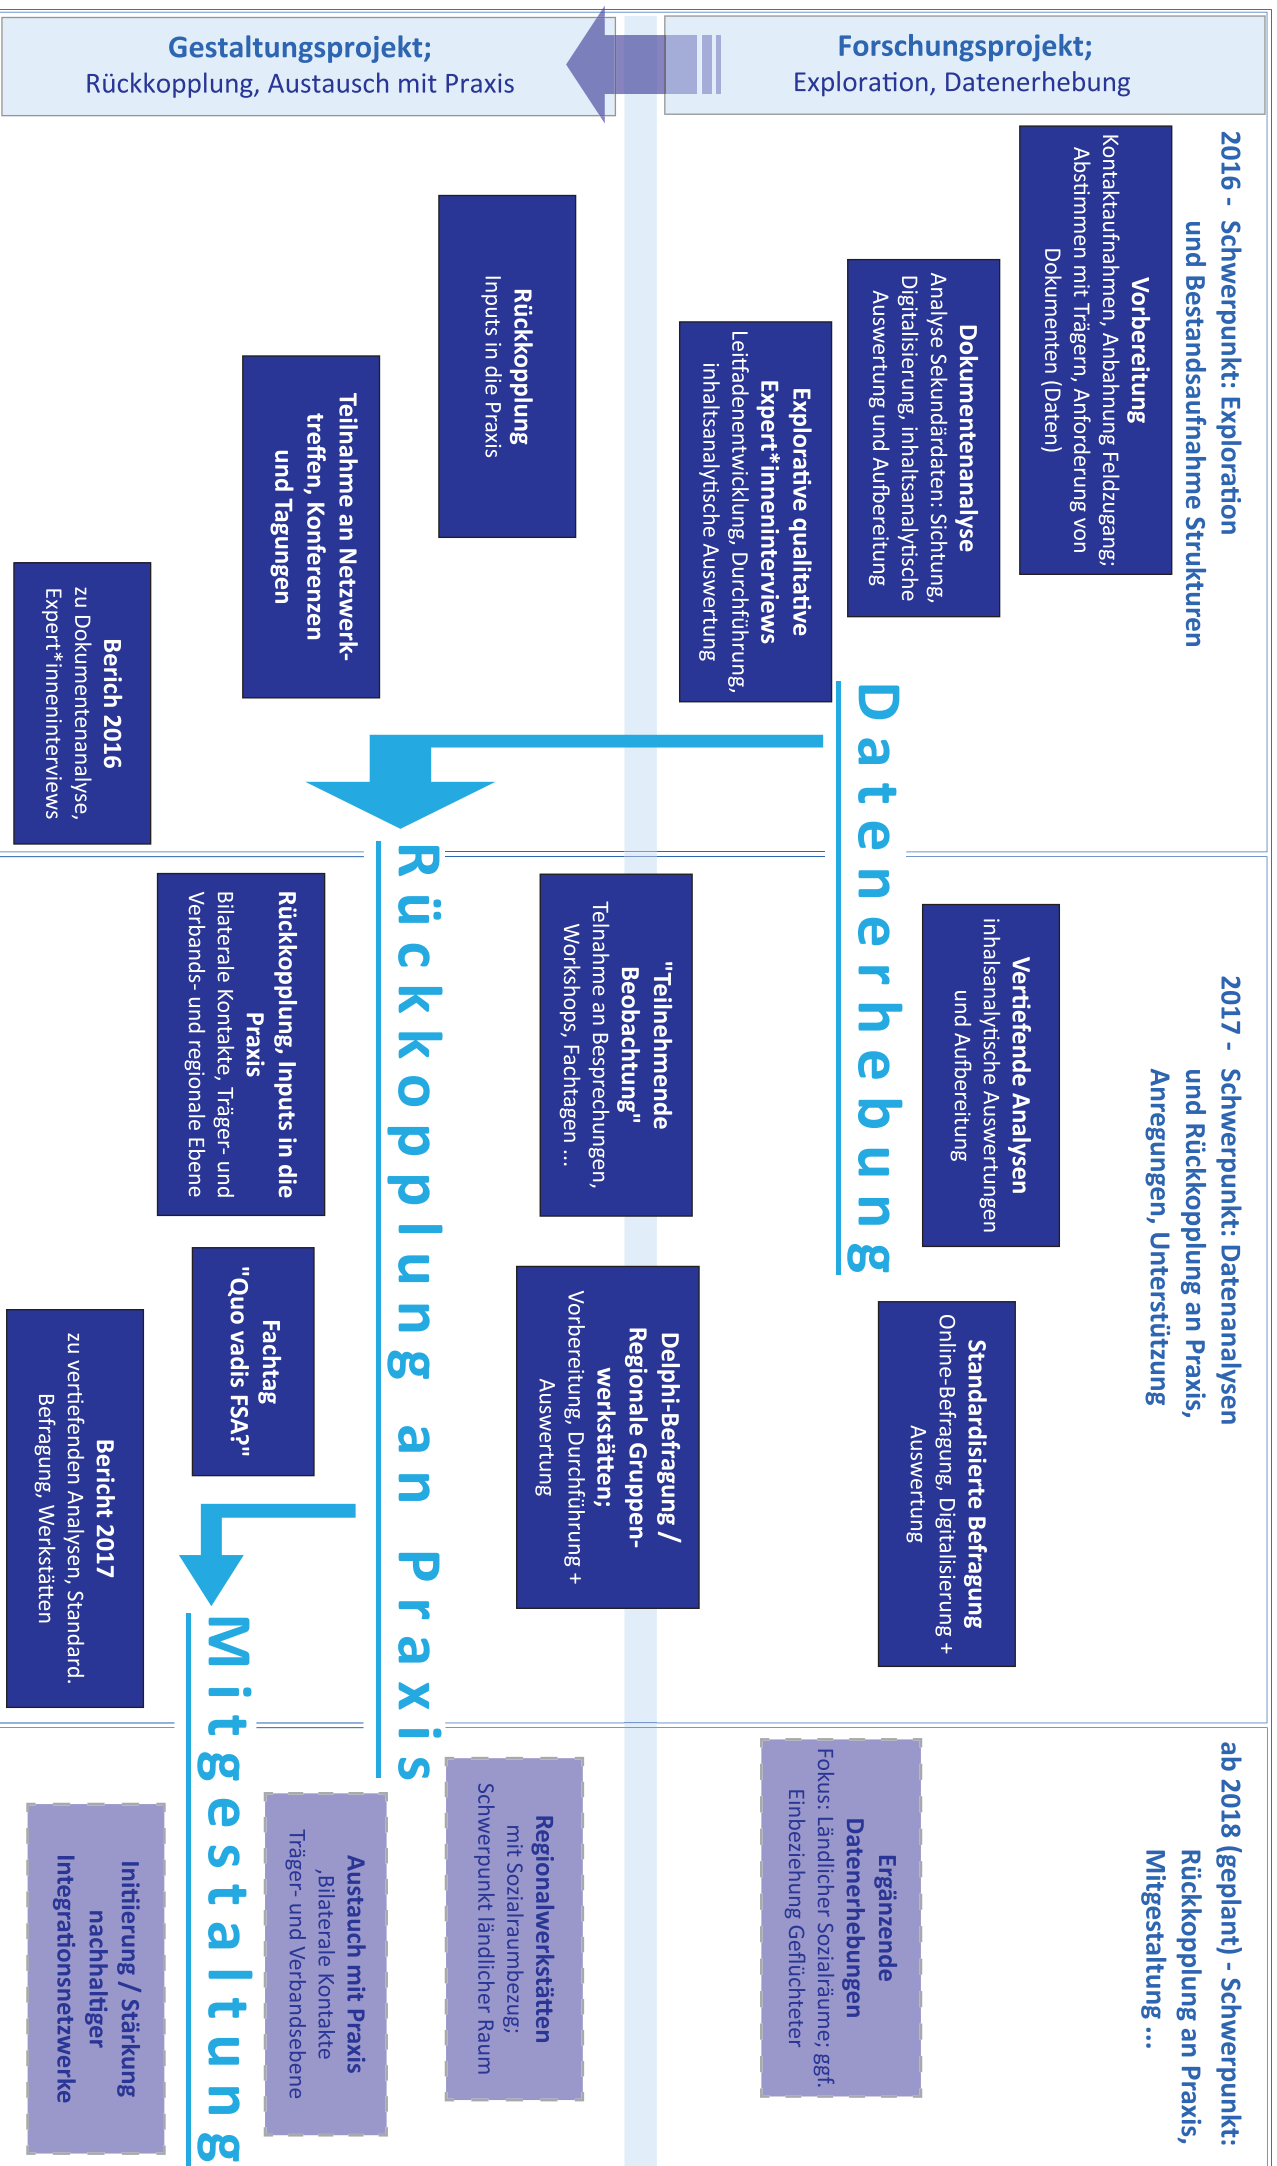 Forschungsprojekt;
Exploration, Datenerhebung
Gestaltungsprojekt;
Rückkopplung, Austausch mit Praxis
2016 - Schwerpunkt: Exploration
und Bestandsaufnahme Strukturen
Vorbereitung
Kontaktaufnahmen, Anbahnung Feldzugang;
Abstimmen mit Trägern, Anforderung von
Dokumenten (Daten)
Dokumentenanalyse
Analyse Sekundärdaten: Sichtung,
Digitalisierung, inhaltsanalytische
Auswertung und Aufbereitung
Explorative qualitative
Expert*inneninterviews
Leitfadenentwicklung, Durchführung,
inhaltsanalytische Auswertung
Rückkopplung
Inputs in die Praxis
Teilnahme an Netzwerk-
treffen, Konferenzen
und Tagungen
Berich 2016
zu Dokumentenanalyse,
Expert*inneninterviews
Datenerhebung
Rückkopplung an Praxis
Mitgestaltung
2017 - Schwerpunkt: Datenanalysen
und Rückkopplung an Praxis,
Anregungen, Unterstützung
Vertiefende Analysen
inhalsanalytische Auswertungen
und Aufbereitung
Standardisierte Befragung
Online-Befragung, Digitalisierung +
Auswertung
"Teilnehmende
Beobachtung"
Telnahme an Besprechungen,
Workshops, Fachtagen ...
Delphi-Befragung /
Regionale Gruppen-
werkstätten;
Vorbereitung, Durchführung +
Auswertung
Rückkopplung, Inputs in die
Praxis
Bilaterale Kontakte, Träger- und
Verbands- und regionale Ebene
Fachtag
"Quo vadis FSA?"
Bericht 2017
zu vertiefenden Analysen, Standard.
Befragung, Werkstätten
ab 2018 (geplant) - Schwerpunkt:
Rückkopplung an Praxis,
Mitgestaltung ...
Ergänzende
Datenerhebungen
Fokus: Ländlicher Sozialräume; ggf.
Einbeziehung Geflüchteter
Regionalwerkstätten
mit Sozialraumbezug;
Schwerpunkt ländlicher Raum
Austauch mit Praxis
,Bilaterale Kontakte
Träger- und Verbandsebene
Initiierung / Stärkung
nachhaltiger
Integrationsnetzwerke